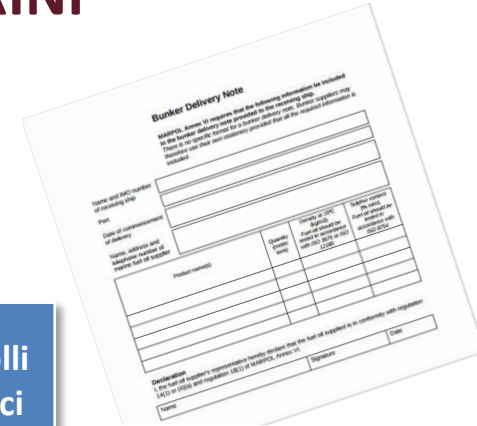 Bunker Delivery Note
MARPOL Annex VI requires that the following information be included
in the bunker delivery note provided to the receiving ship.
There is no specific format for a bunker delivery note. Bunker suppliers may
therefore use their own stationery provided that all the required information is
included.
Name and IMO number
of receiving ship
Port
Date of commencement
of delivery
Name, address and
telephone number of
marine fuel oil supplier
Product name(s)
Quantity
(metric
tons)
Density at 15ºC
(kg/m3)
Fuel oil should be
tested in accordance
with ISO 3675 or ISO
12185
Sulphur content
(% m/m)
Fuel oil should be
tested in
accordance with
ISO 8754
Declaration
I, the fuel oil supplier's representative hereby declare that the fuel oil supplied is in conformity with regulation
14(1) or (4)(a) and regulation 18(1) of MARPOL Annex VI.
Name
Signature
Date
lli
ci